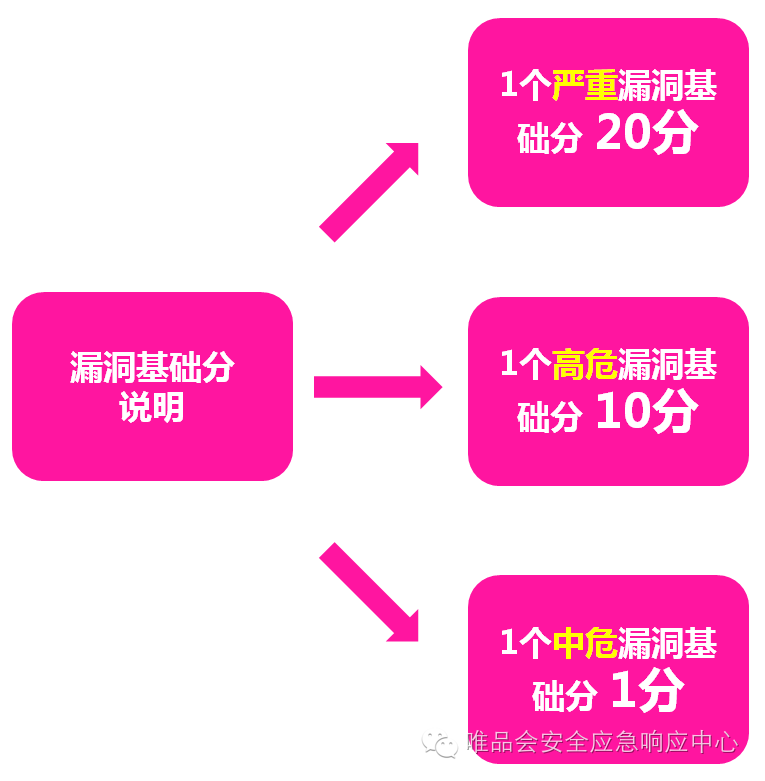 1个严重漏洞基
础分 20分
漏洞基础分
说明
1个高危漏洞基
础分 10分
1个中危漏洞基
础分 1分
唯品会安全应急响应中心